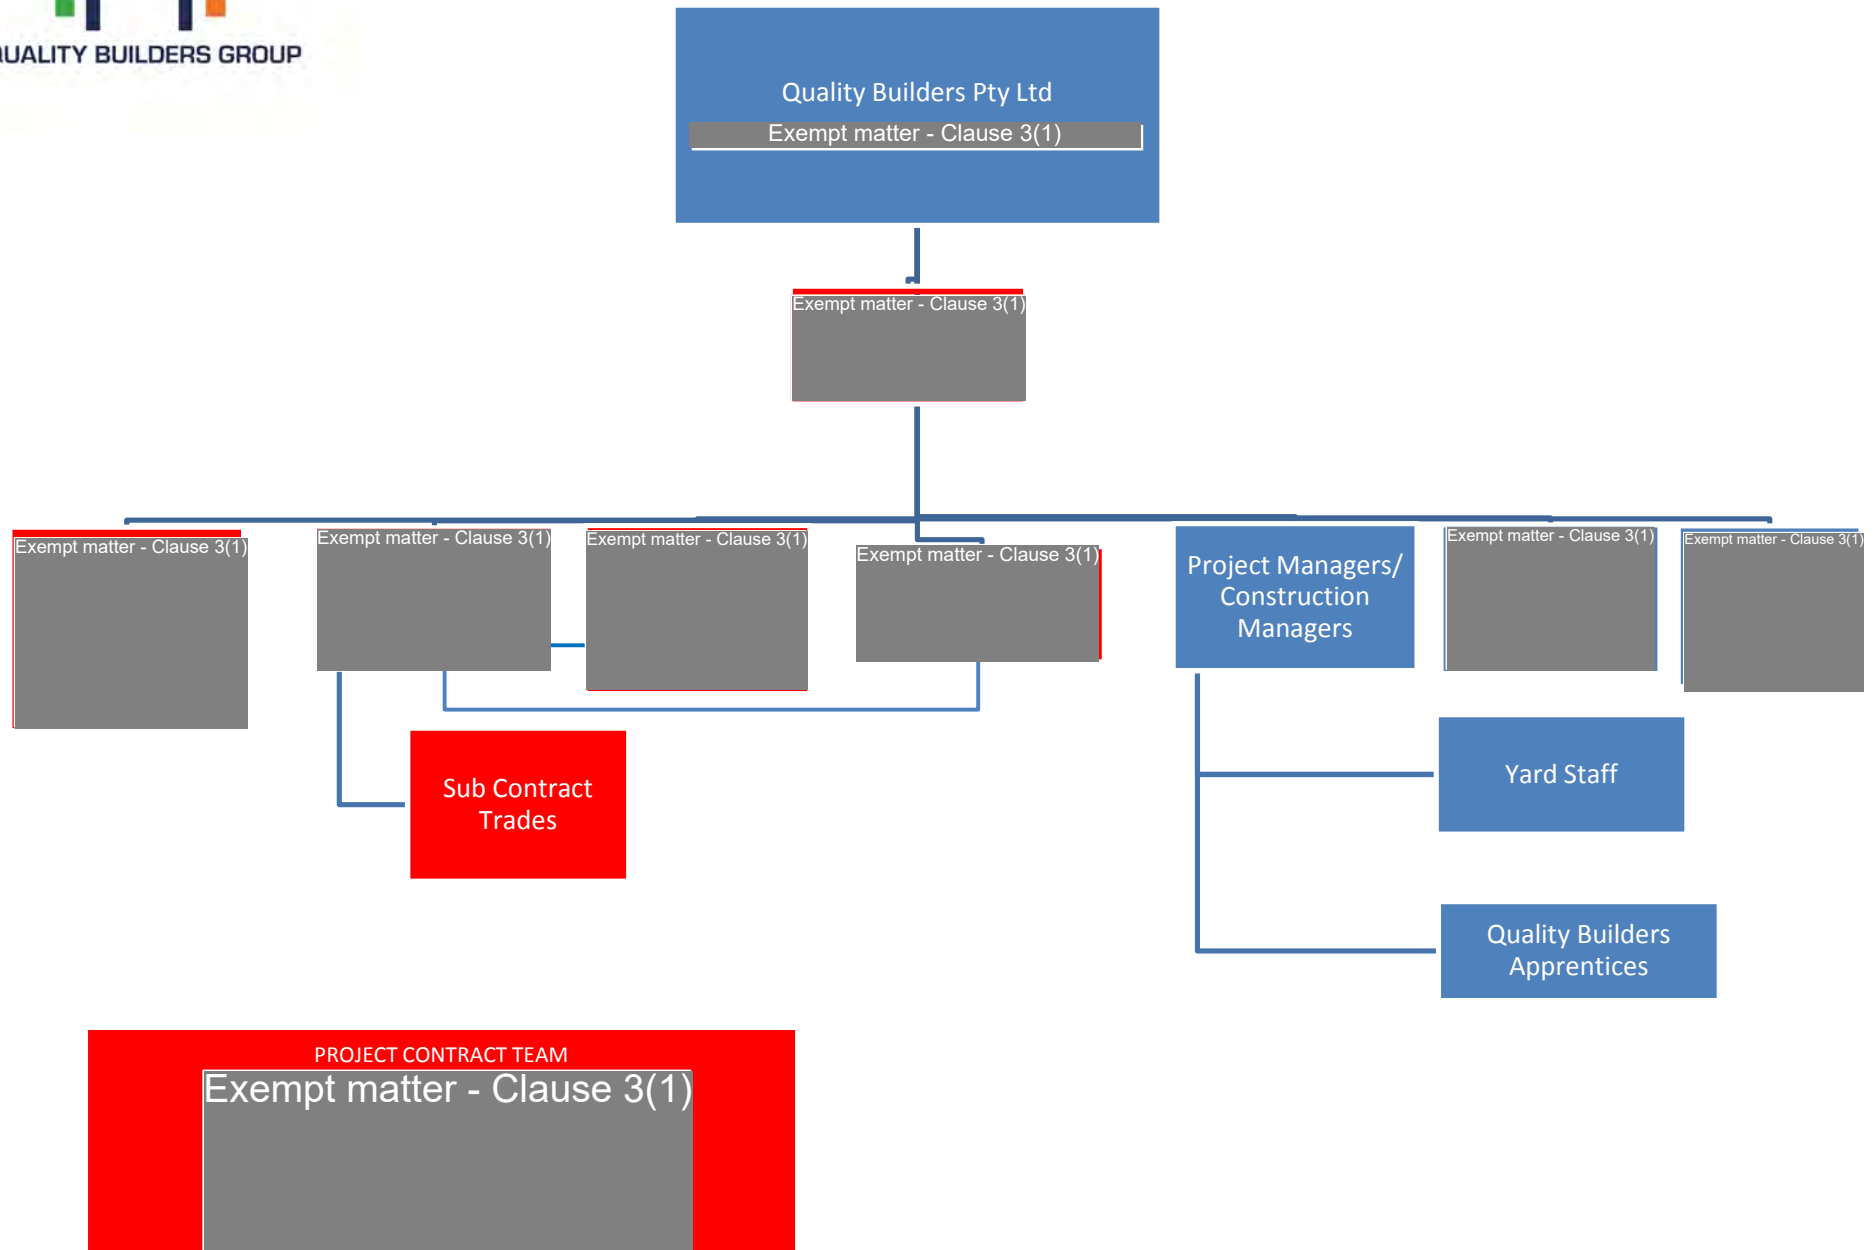 QUALITY BUILDERS GROUP
Quality Builders Pty Ltd
Exempt matter - Clause 3(1)
Exempt matter - Clause 3(1)
Exempt matter - Clause 3(1)
Exempt matter - Clause 3(1)
Exempt matter - Clause 3(1)
Exempt matter - Clause 3(1)
Project Managers/
Construction
Managers
Exempt matter - Clause 3(1)
Exempt matter - Clause 3(1)
Sub Contract
Trades
Yard Staff
Quality Builders
Apprentices
PROJECT CONTRACT TEAM
Exempt matter - Clause 3(1)